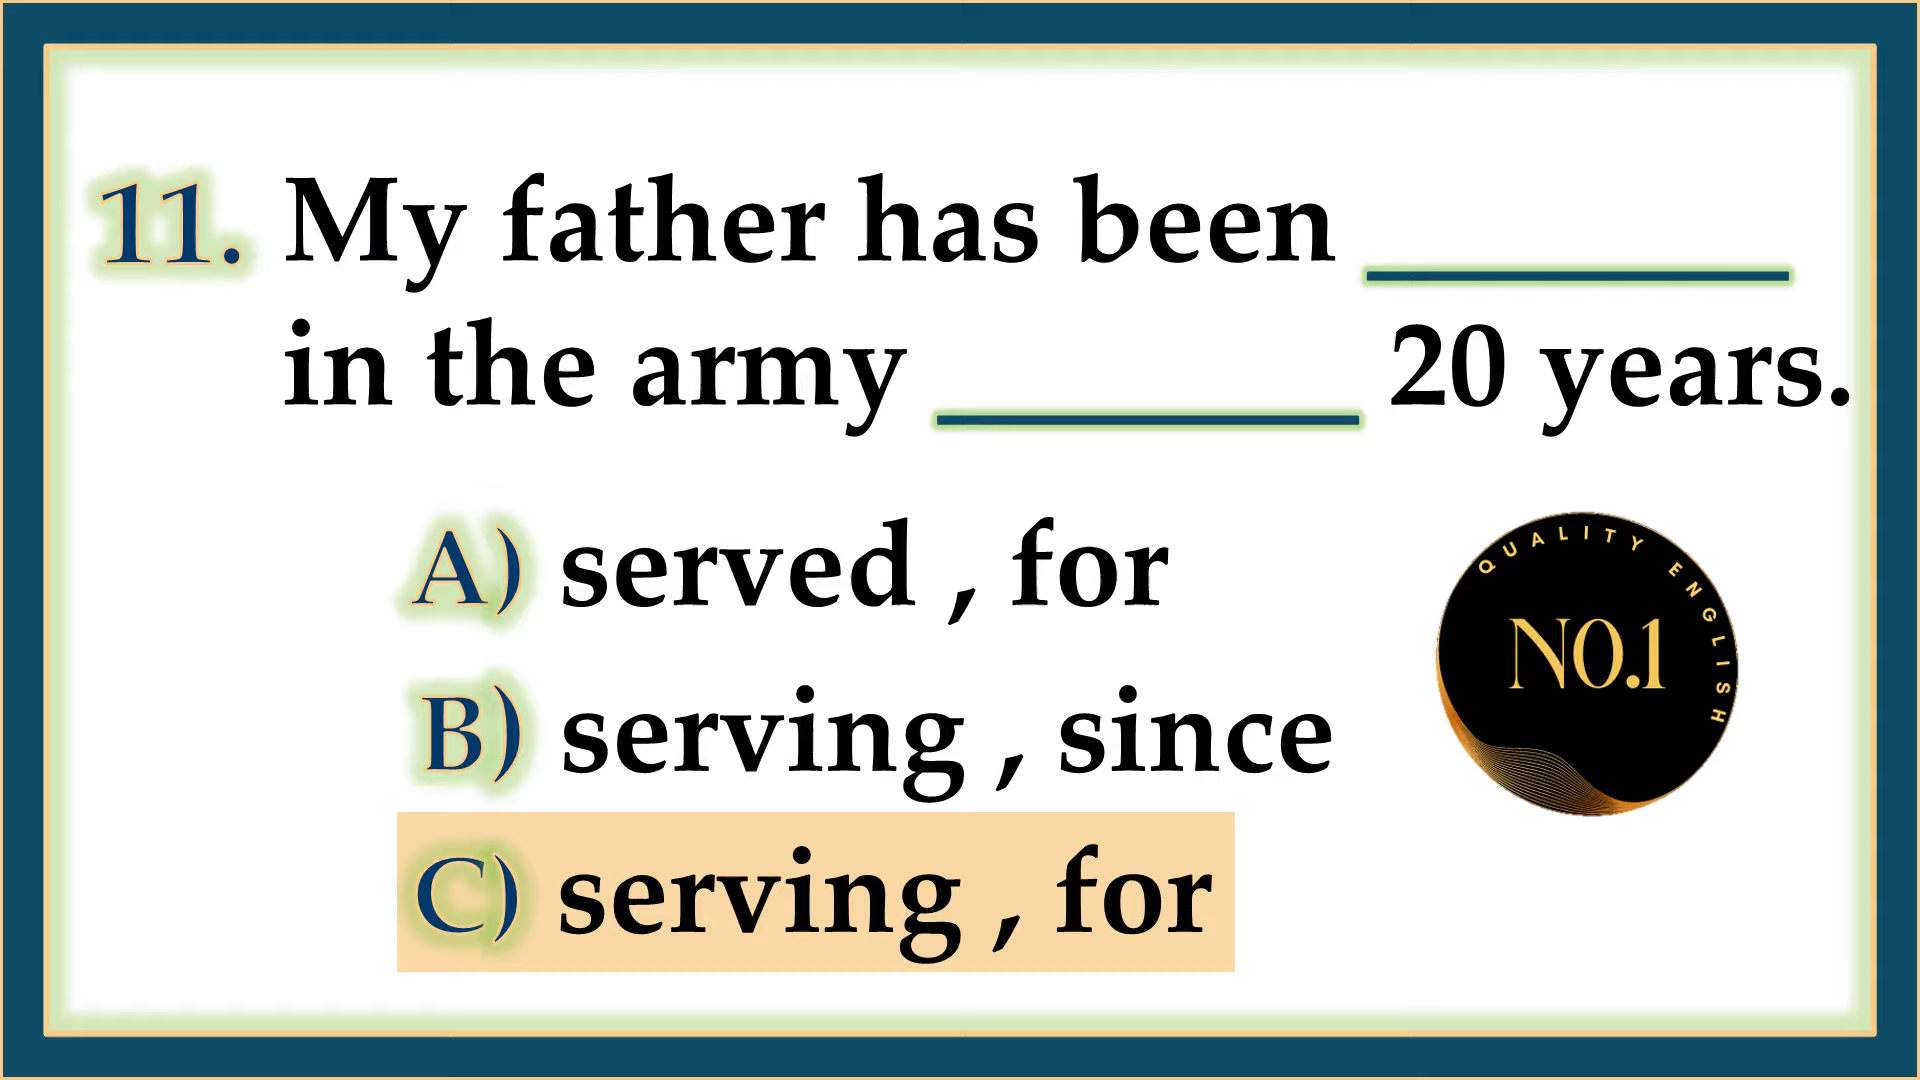 11. My father has been ________
in the army ________ 20 years.
A) served , for
B) serving , since
C) serving , for
QUALITY ENGLISH
NO.1